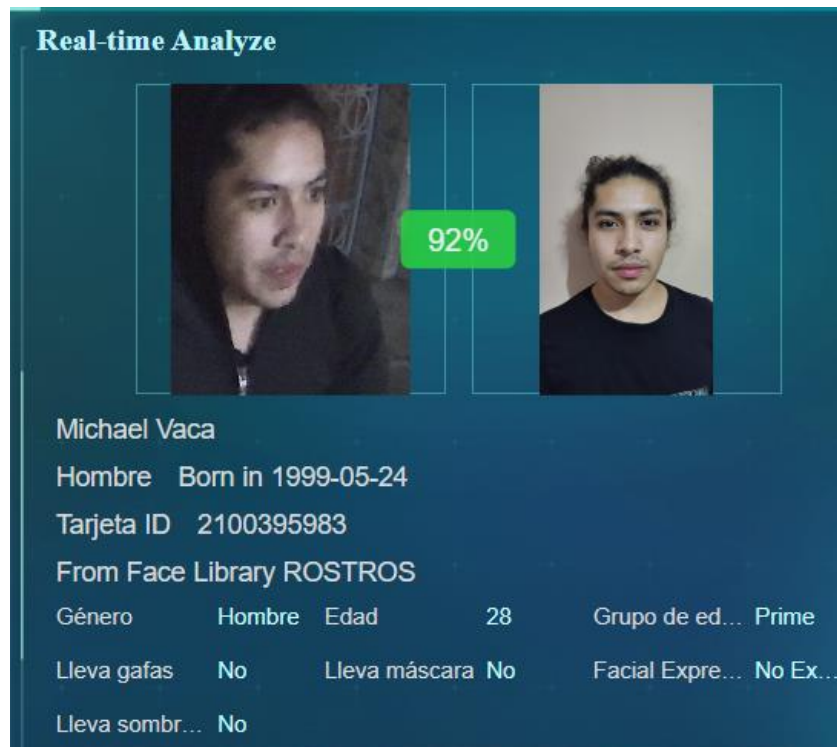 Real-time Analyze
92%
Michael Vaca
Hombre Born in 1999-05-24
Tarjeta ID 2100395983
From Face Library ROSTROS
Género Hombre Edad 28 Grupo de ed... Prime
Lleva gafas No Lleva máscara No Facial Expre... No Ex...
Lleva sombr... No